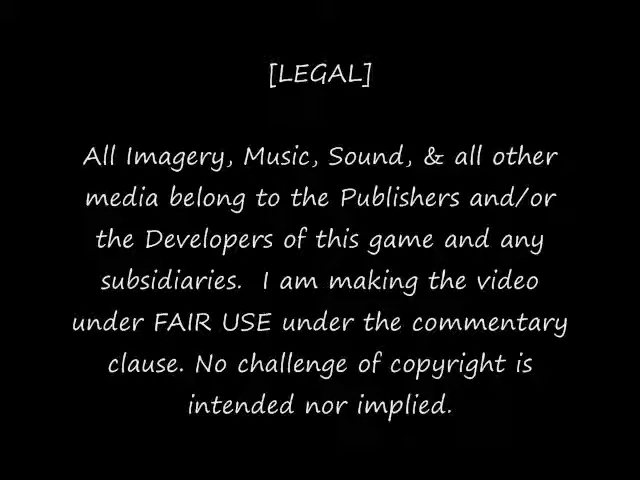 [LEGAL]
All Imagery, Music, Sound, & all other
media belong to the Publishers and/or
the Developers of this game and any
subsidiaries.  I am making the video
under FAIR USE under the commentary
clause. No challenge of copyright is
intended nor implied.